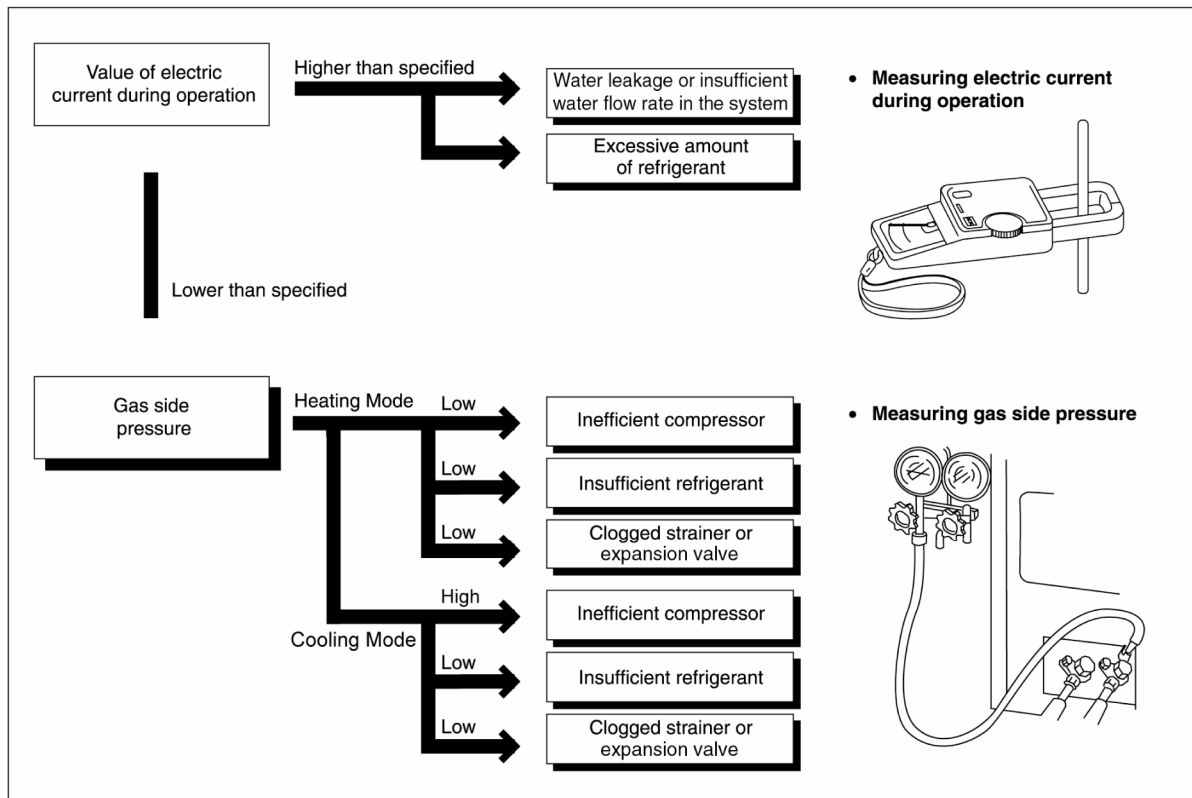 Value of electric
current during operation
Higher than specified
Water leakage or insufficient
water flow rate in the system
Excessive amount
of refrigerant
• Measuring electric current
during operation
Lower than specified
Gas side
pressure
Heating Mode
Low
Inefficient compressor
Low
Insufficient refrigerant
Low
Clogged strainer or
expansion valve
High
Inefficient compressor
Cooling Mode
Low
Insufficient refrigerant
Low
Clogged strainer or
expansion valve
• Measuring gas side pressure